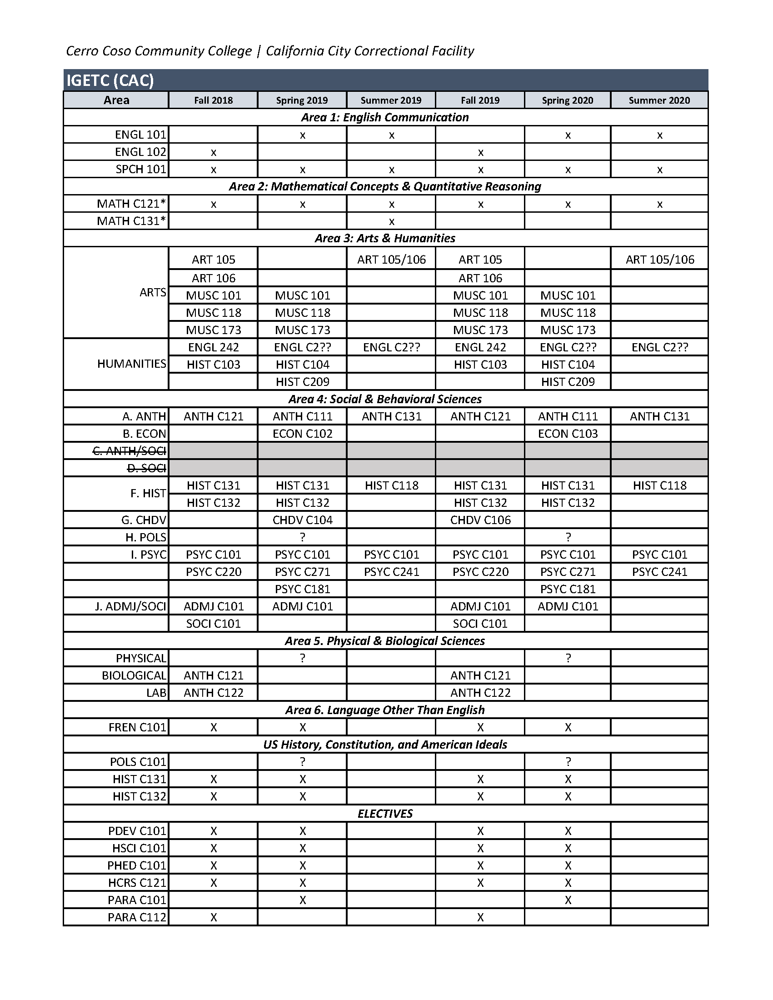 Cerro Coso Community College | California City Correctional Facility
IGETC (CAC)
Area Fall 2018 Spring 2019 Summer 2019 Fall 2019 Spring 2020 Summer 2020
Area 1: English Communication
ENGL 101 x x x x
ENGL 102 x x
SPCH 101 x x x x x x
Area 2: Mathematical Concepts & Quantitative Reasoning
MATH C121* x x x x x x
MATH C131* x
Area 3: Arts & Humanities
ARTS ART 105 ART 105/106 ART 105 ART 105/106
ART 106 ART 106
MUSC 101 MUSC 101 MUSC 101 MUSC 101
MUSC 118 MUSC 118 MUSC 118 MUSC 118
MUSC 173 MUSC 173 MUSC 173 MUSC 173
HUMANITIES ENGL 242 ENGL C2?? ENGL C2?? ENGL 242 ENGL C2?? ENGL C2??
HIST C103 HIST C104 HIST C103 HIST C104
HIST C209 HIST C209
Area 4: Social & Behavioral Sciences
A. ANTH ANTH C121 ANTH C111 ANTH C131 ANTH C121 ANTH C111 ANTH C131
B. ECON ECON C102 ECON C103
C. ANTH/SOCI
D. SOCI
F. HIST HIST C131 HIST C131 HIST C118 HIST C131 HIST C131 HIST C118
HIST C132 HIST C132 HIST C132 HIST C132
G. CHDV CHDV C104 CHDV C106
H. POLS ? ?
I. PSYC PSYC C101 PSYC C101 PSYC C101 PSYC C101 PSYC C101 PSYC C101
PSYC C220 PSYC C271 PSYC C241 PSYC C220 PSYC C271 PSYC C241
PSYC C181 PSYC C181
J. ADMJ/SOCI ADMJ C101 ADMJ C101 ADMJ C101 ADMJ C101
SOCI C101 SOCI C101
Area 5. Physical & Biological Sciences
PHYSICAL ? ?
BIOLOGICAL ANTH C121 ANTH C121
LAB ANTH C122 ANTH C122
Area 6. Language Other Than English
FREN C101 X X X X
US History, Constitution, and American Ideals
POLS C101 ? ?
HIST C131 X X X X
HIST C132 X X X X
ELECTIVES
PDEV C101 X X X X
HSCI C101 X X X X
PHED C101 X X X X
HCRS C121 X X X X
PARA C101 X X
PARA C112 X X